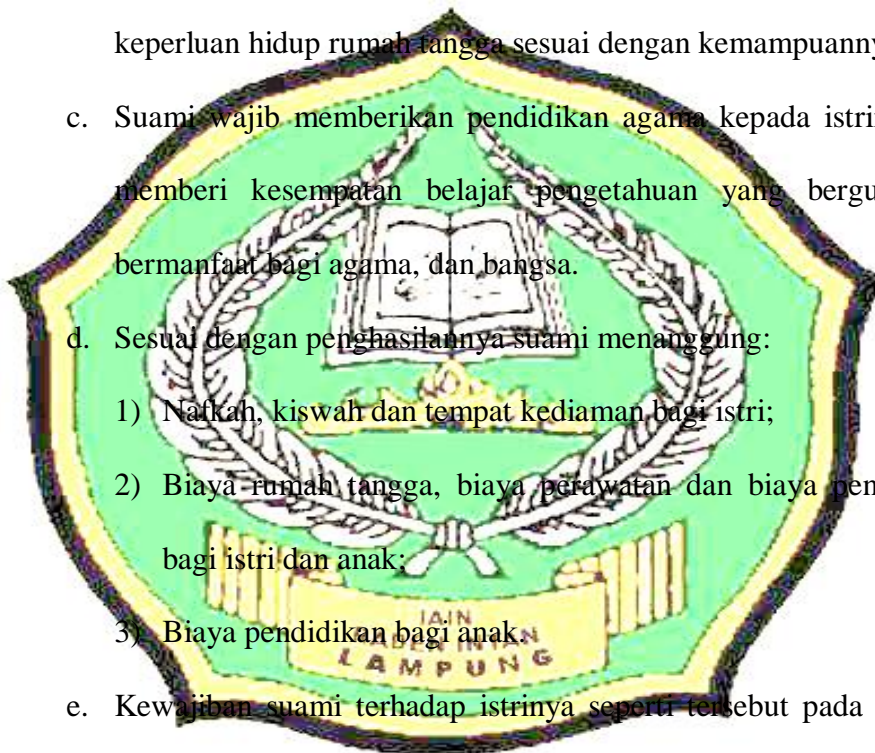 keperluan hidup rumah tangga sesuai dengan kemampuanny
c. Suami wajib memberikan pendidikan agama kepada istri
memberi kesempatan belajar pengetahuan yang bergu
bermanfaat bagi agama, dan bangsa.
d. Sesuai dengan penghasilannya suami menanggung:
1) Nafkah, kiswah dan tempat kediaman bagi istri;
2) Biaya rumah tangga, biaya perawatan dan biaya pen
bagi istri dan anak;
IAIN
3) Biaya pendidikan bagi anak.
RADEN INTAN
LAMPUNG
e. Kewajiban suami terhadap istrinya seperti tersebut pada